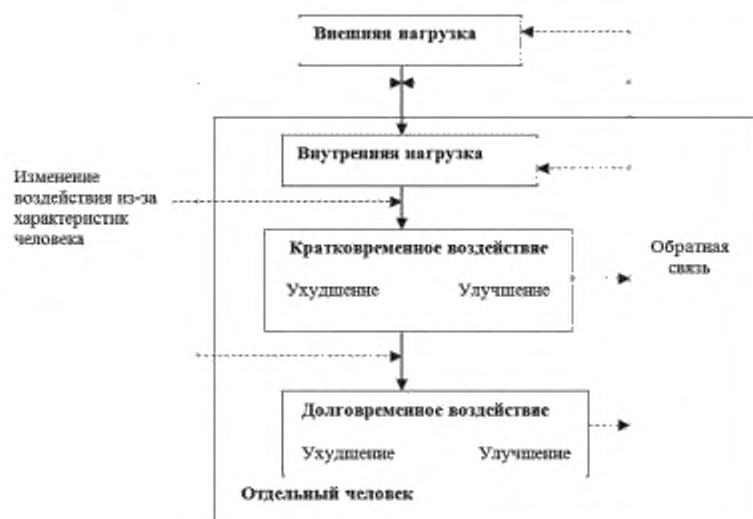 Внешняя нагрузка
Внутренняя нагрузка
Изменение
воздействия из-за
характеристик
человека
Кратковременное воздействие
Ухудшение Улучшение
Обратная
связь
Долговременное воздействие
Ухудшение Улучшение
Отдельный человек